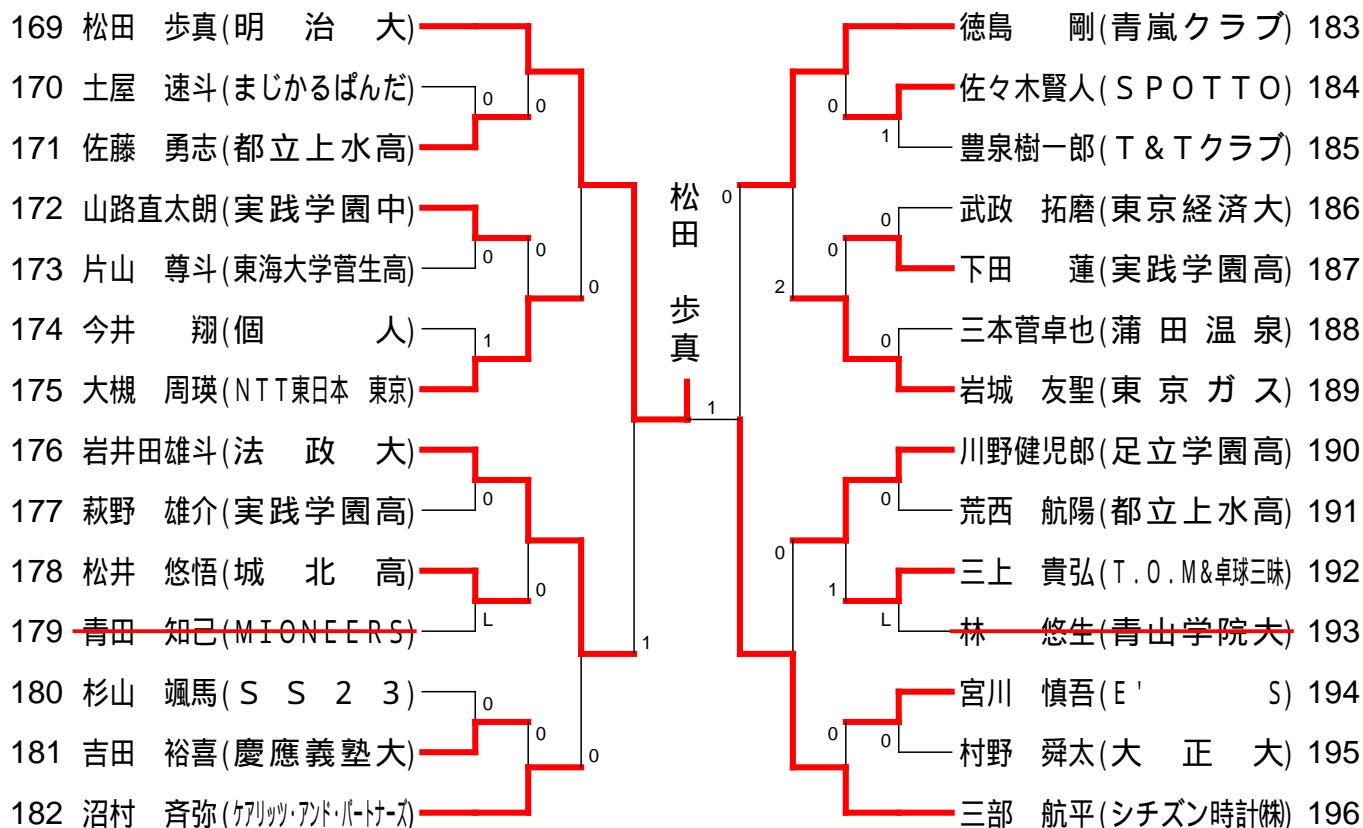 169 松田 歩真(明 治 大)
170 土屋 速斗(まじかるぱんだ)
0
0
171 佐藤 勇志(都立上水高)
172 山路直太朗(実践学園中)
0
0
173 片山 尊斗(東海大学菅生高)
0
174 今井 翔(個 人)
1
175 大槻 周瑛(NTT東日本 東京)
176 岩井田雄斗(法 政 大)
0
177 萩野 雄介(実践学園高)
178 松井 悠悟(城 北 高)
0
L
179 青田 知己(MIONEERS)
1
180 杉山 颯馬(SS23)
0
0
0
181 吉田 裕喜(慶應義塾大)
182 沼村 斉弥(ケアリッツ・アンド・パートナーズ)
松田 歩真
1
徳島 剛(青嵐クラブ) 183
0
佐々木賢人(SPOTTO) 184
1
豊泉樹一郎(T&Tクラブ) 185
0
武政 拓磨(東京経済大) 186
0
0
下田 蓮(実践学園高) 187
2
三本菅卓也(蒲田温泉) 188
0
岩城 友聖(東京ガス) 189
川野健児郎(足立学園高) 190
0
荒西 航陽(都立上水高) 191
0
三上 貴弘(T.O.M&卓球三昧) 192
1
L
林 悠生(青山学院大) 193
宮川 慎吾(E' S) 194
0
0
村野 舜太(大 正 大) 195
三部 航平(シチズン時計㈱) 196